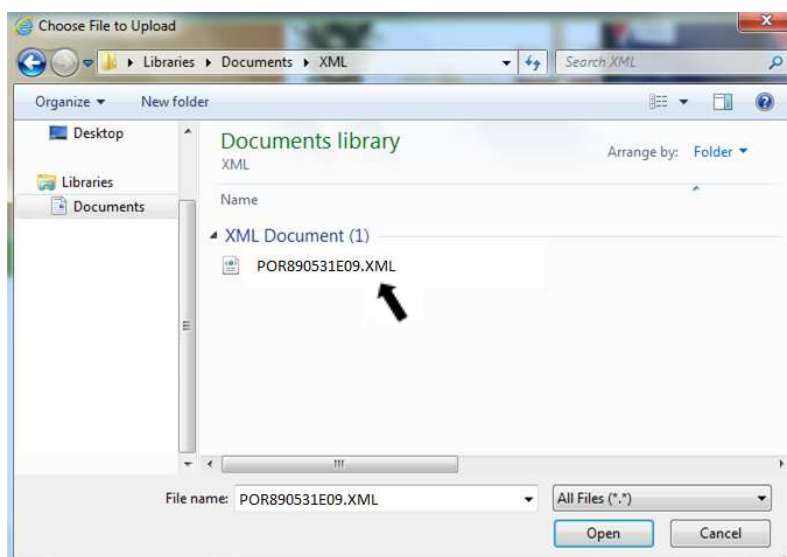 Choose File to Upload
Libraries Documents XML Search XML
Organize New folder
Desktop
Documents library
XML
Arrange by: Folder
Libraries
Documents
Name
XML Document (1)
POR890531E09.XML
File name: POR890531E09.XML All Files (*.*)
Open Cancel